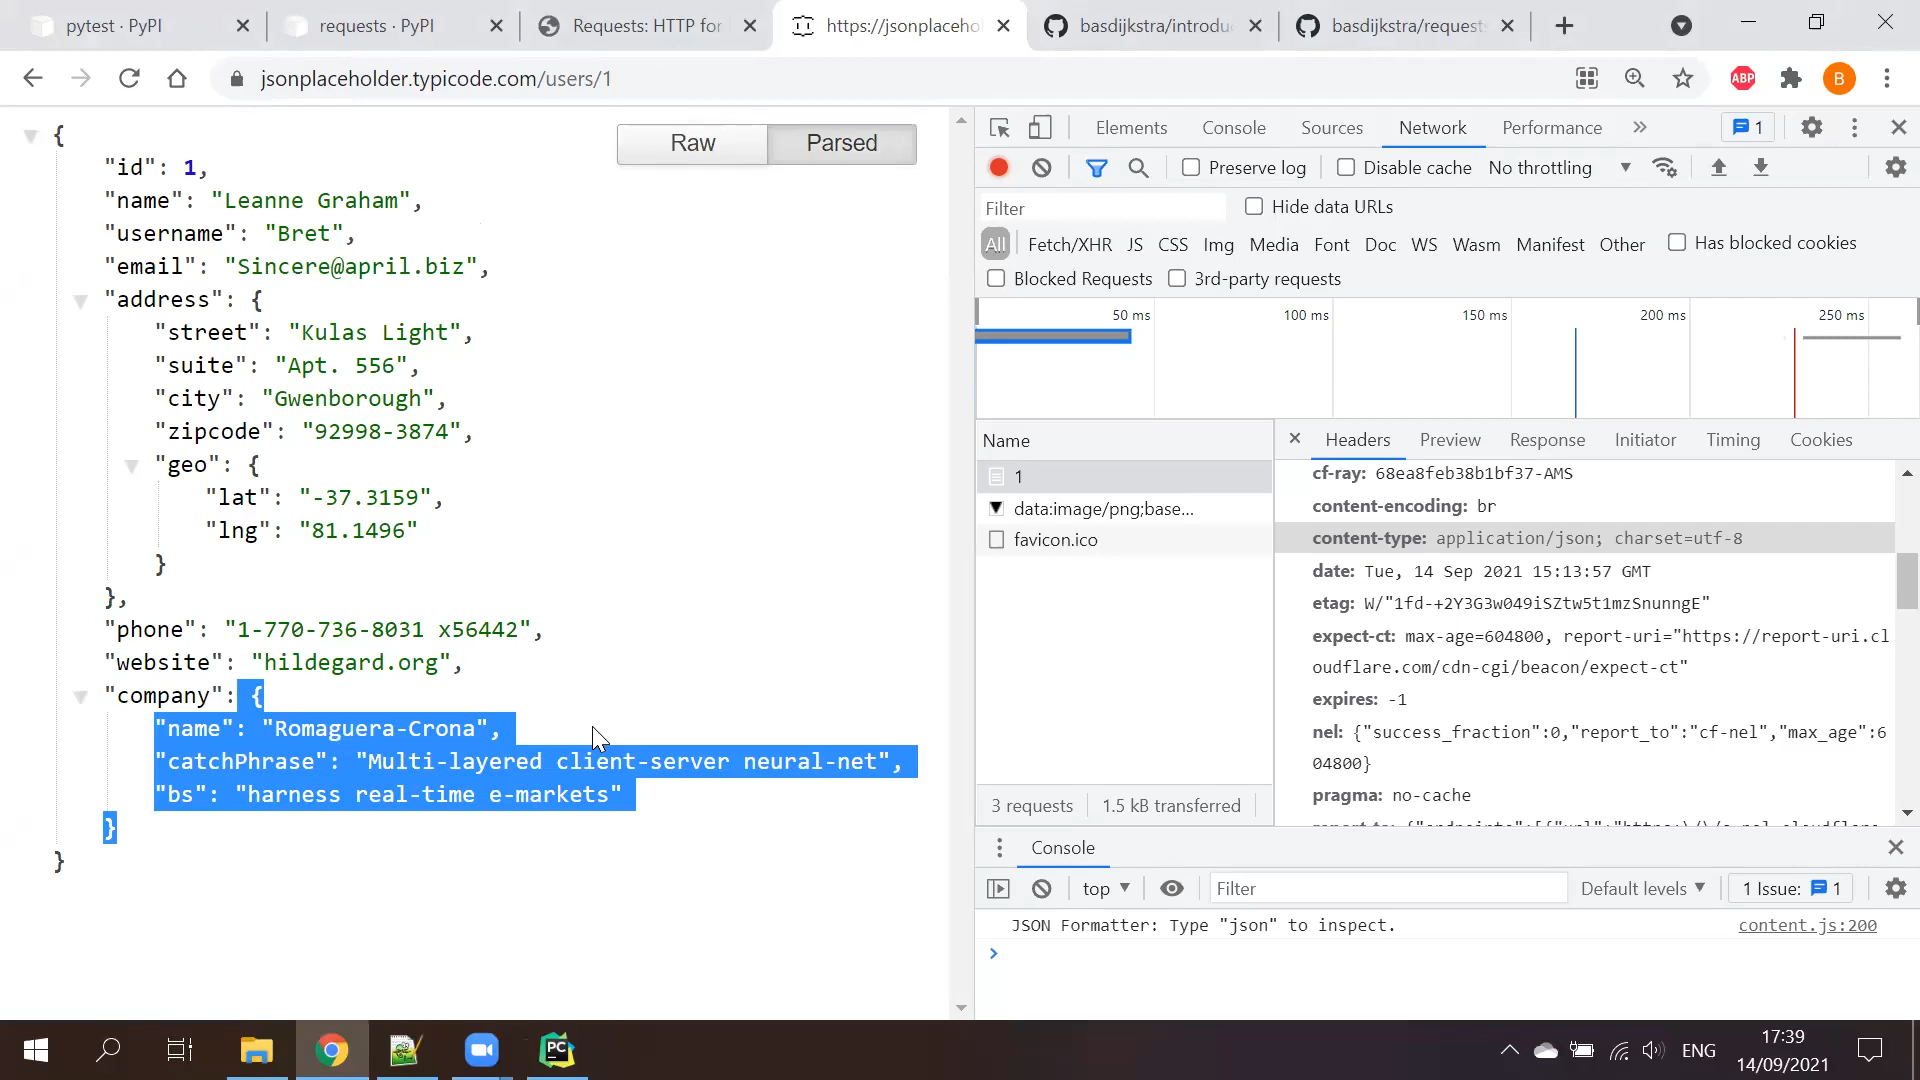 pytest · PyPI
requests · PyPI
Requests: HTTP for
https://jsonplaceho
basdijkstra/introdu
basdijkstra/request
jsonplaceholder.typicode.com/users/1
ABP
B
Raw
Parsed
{
"id": 1,
"name": "Leanne Graham",
"username": "Bret",
"email": "Sincere@april.biz",
"address": {
"street": "Kulas Light",
"suite": "Apt. 556",
"city": "Gwenborough",
"zipcode": "92998-3874",
"geo": {
"lat": "-37.3159",
"lng": "81.1496"
}
},
"phone": "1-770-736-8031 x56442",
"website": "hildegard.org",
"company": {
"name": "Romaguera-Crona",
"catchPhrase": "Multi-layered client-server neural-net",
"bs": "harness real-time e-markets"
}
}
Elements Console Sources Network Performance » 1
Preserve log Disable cache No throttling
Filter Hide data URLs
All Fetch/XHR JS CSS Img Media Font Doc WS Wasm Manifest Other Has blocked cookies
Blocked Requests 3rd-party requests
50 ms 100 ms 150 ms 200 ms 250 ms
Name
1
data:image/png;base...
favicon.ico
3 requests 1.5 kB transferred
Headers Preview Response Initiator Timing Cookies
cf-ray: 68ea8feb38b1bf37-AMS
content-encoding: br
content-type: application/json; charset=utf-8
date: Tue, 14 Sep 2021 15:13:57 GMT
etag: W/"1fd-+2Y3G3w049iSZtw5t1mzSnunngE"
expect-ct: max-age=604800, report-uri="https://report-uri.cl
oudflare.com/cdn-cgi/beacon/expect-ct"
expires: -1
nel: {"success_fraction":0,"report_to":"cf-nel","max_age":6
04800}
pragma: no-cache
Console
top Filter Default levels 1 Issue: 1
JSON Formatter: Type "json" to inspect. content.js:200
PC
ENG
17:39
14/09/2021